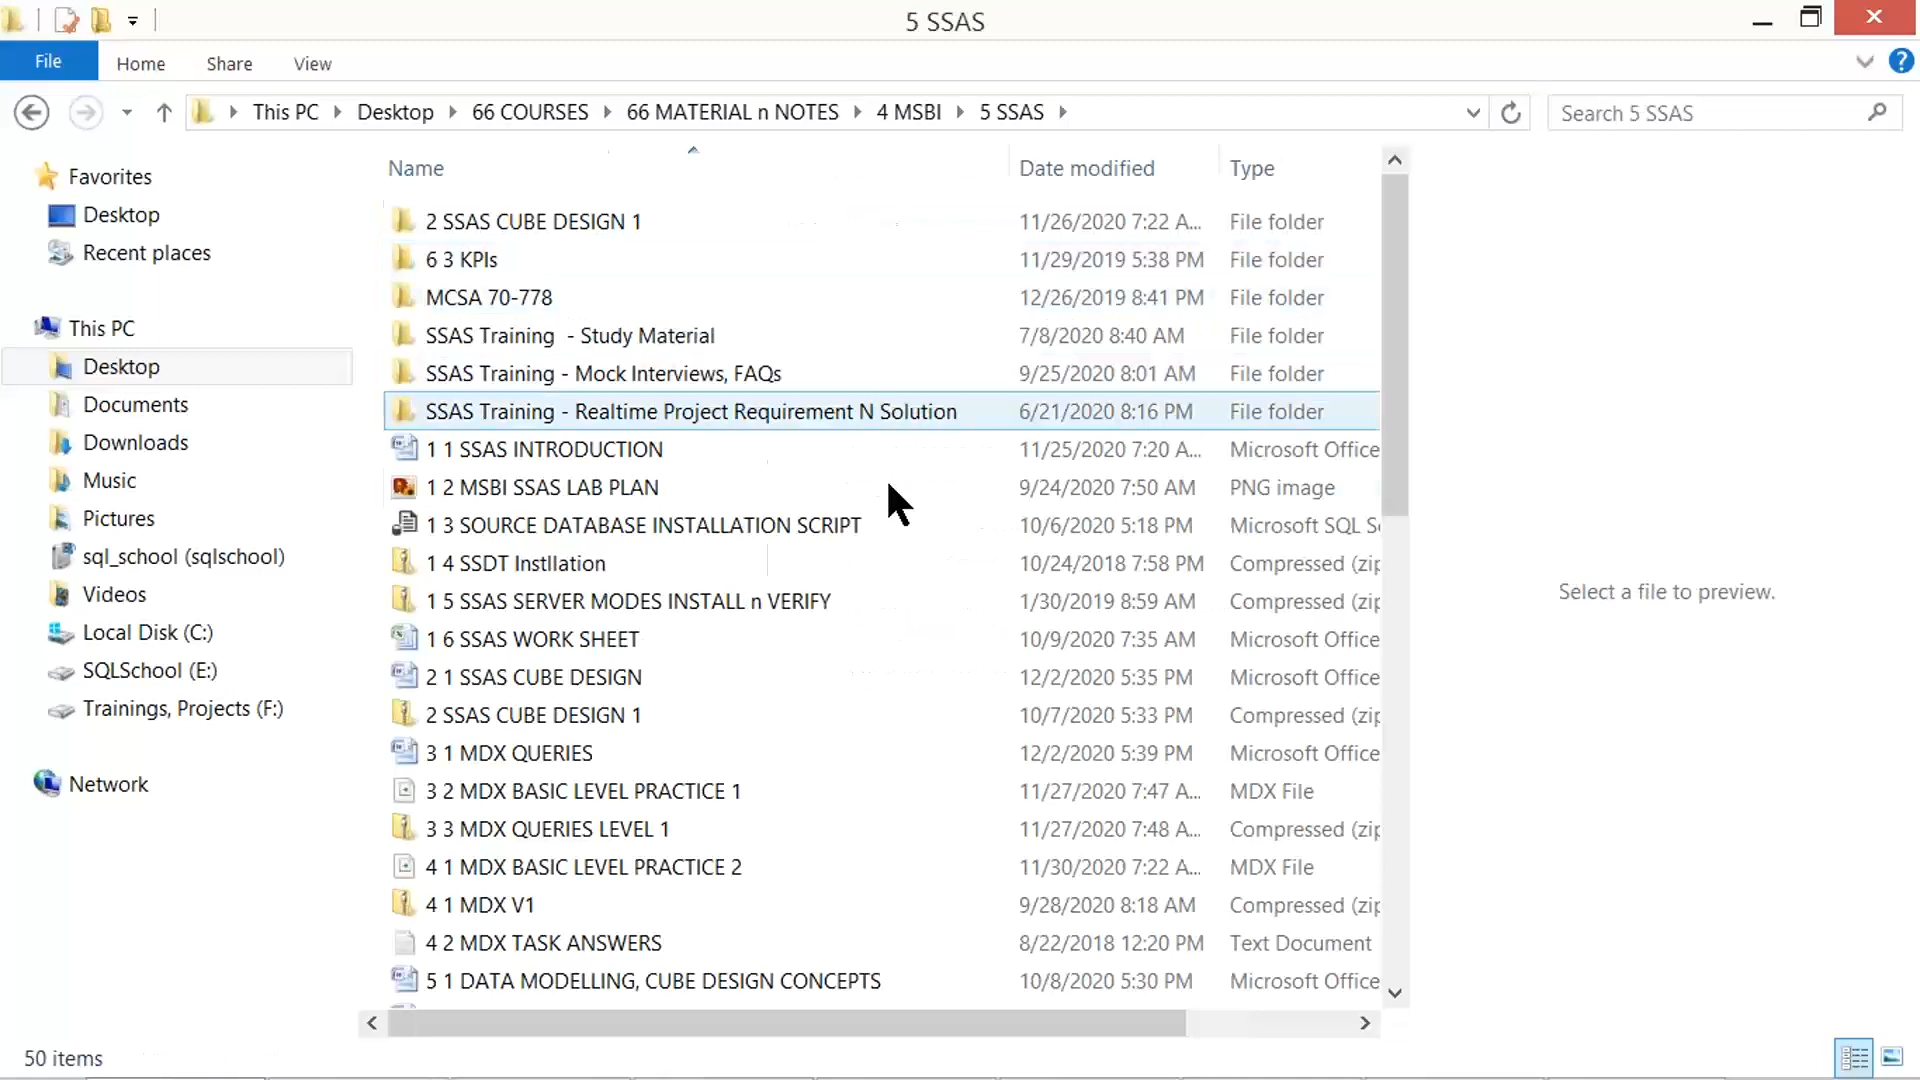 5 SSAS
File Home Share View
This PC Desktop 66 COURSES 66 MATERIAL n NOTES 4 MSBI 5 SSAS Search 5 SSAS
Favorites
Desktop
Recent places
This PC
Desktop
Documents
Downloads
Music
Pictures
sql_school (sqlschool)
Videos
Local Disk (C:)
SQLSchool (E:)
Trainings, Projects (F:)
Network
Name Date modified Type
2 SSAS CUBE DESIGN 1 11/26/2020 7:22 A... File folder
6 3 KPIs 11/29/2019 5:38 PM File folder
MCSA 70-778 12/26/2019 8:41 PM File folder
SSAS Training - Study Material 7/8/2020 8:40 AM File folder
SSAS Training - Mock Interviews, FAQs 9/25/2020 8:01 AM File folder
SSAS Training - Realtime Project Requirement N Solution 6/21/2020 8:16 PM File folder
1 1 SSAS INTRODUCTION 11/25/2020 7:20 A... Microsoft Office
1 2 MSBI SSAS LAB PLAN 9/24/2020 7:50 AM PNG image
1 3 SOURCE DATABASE INSTALLATION SCRIPT 10/6/2020 5:18 PM Microsoft SQL S
1 4 SSDT Instllation 10/24/2018 7:58 PM Compressed (zip
1 5 SSAS SERVER MODES INSTALL n VERIFY 1/30/2019 8:59 AM Compressed (zip
1 6 SSAS WORK SHEET 10/9/2020 7:35 AM Microsoft Office
2 1 SSAS CUBE DESIGN 12/2/2020 5:35 PM Microsoft Office
2 SSAS CUBE DESIGN 1 10/7/2020 5:33 PM Compressed (zip
3 1 MDX QUERIES 12/2/2020 5:39 PM Microsoft Office
3 2 MDX BASIC LEVEL PRACTICE 1 11/27/2020 7:47 A... MDX File
3 3 MDX QUERIES LEVEL 1 11/27/2020 7:48 A... Compressed (zip
4 1 MDX BASIC LEVEL PRACTICE 2 11/30/2020 7:22 A... MDX File
4 1 MDX V1 9/28/2020 8:18 AM Compressed (zip
4 2 MDX TASK ANSWERS 8/22/2018 12:20 PM Text Document
5 1 DATA MODELLING, CUBE DESIGN CONCEPTS 10/8/2020 5:30 PM Microsoft Office
Select a file to preview.
50 items